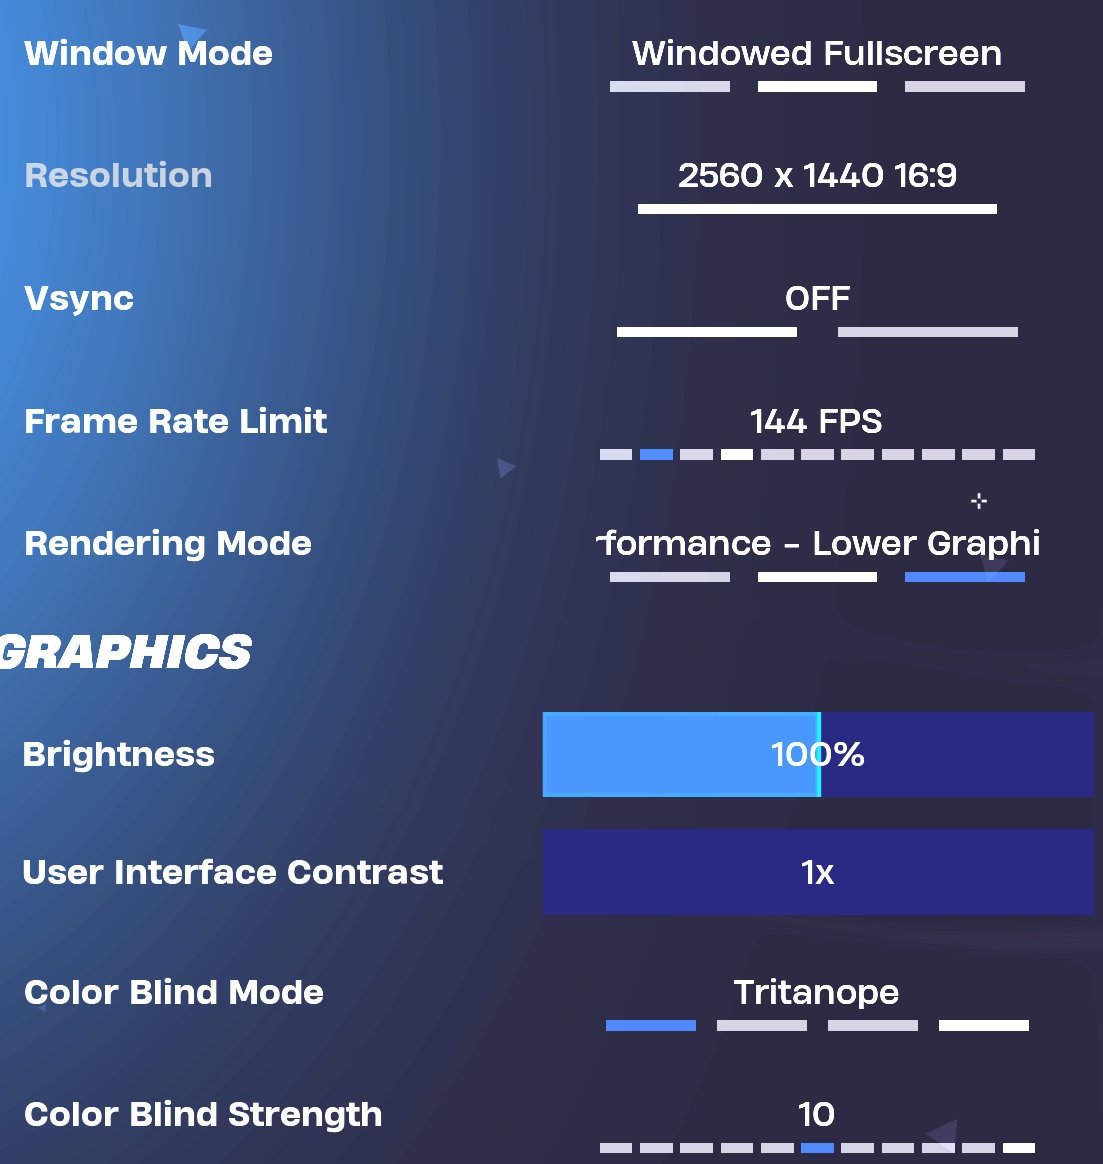 Window Mode Windowed Fullscreen
Resolution 2560 x 1440 16:9
Vsync OFF
Frame Rate Limit 144 FPS
Rendering Mode formance - Lower Graphi
GRAPHICS
Brightness 100%
User Interface Contrast 1x
Color Blind Mode Tritanope
Color Blind Strength 10